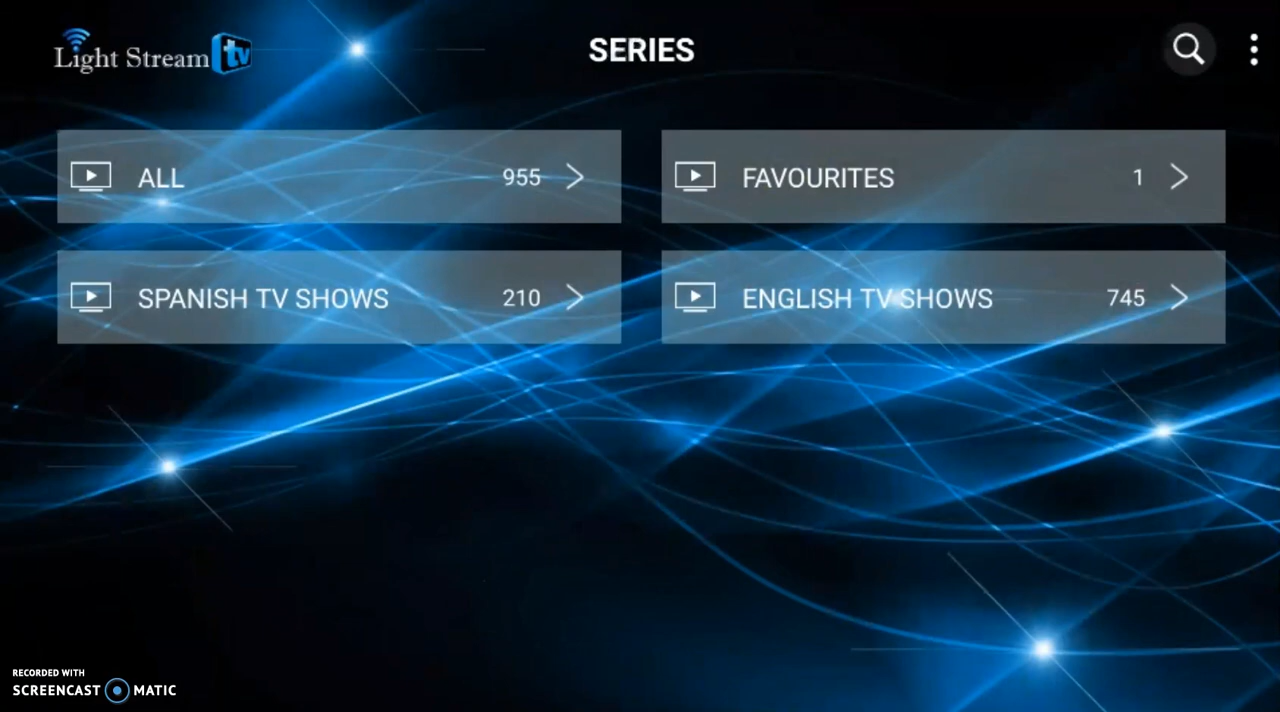 Light Stream tv
SERIES
ALL 955
FAVOURITES 1
SPANISH TV SHOWS 210
ENGLISH TV SHOWS 745
RECORDED WITH
SCREENCAST MATIC